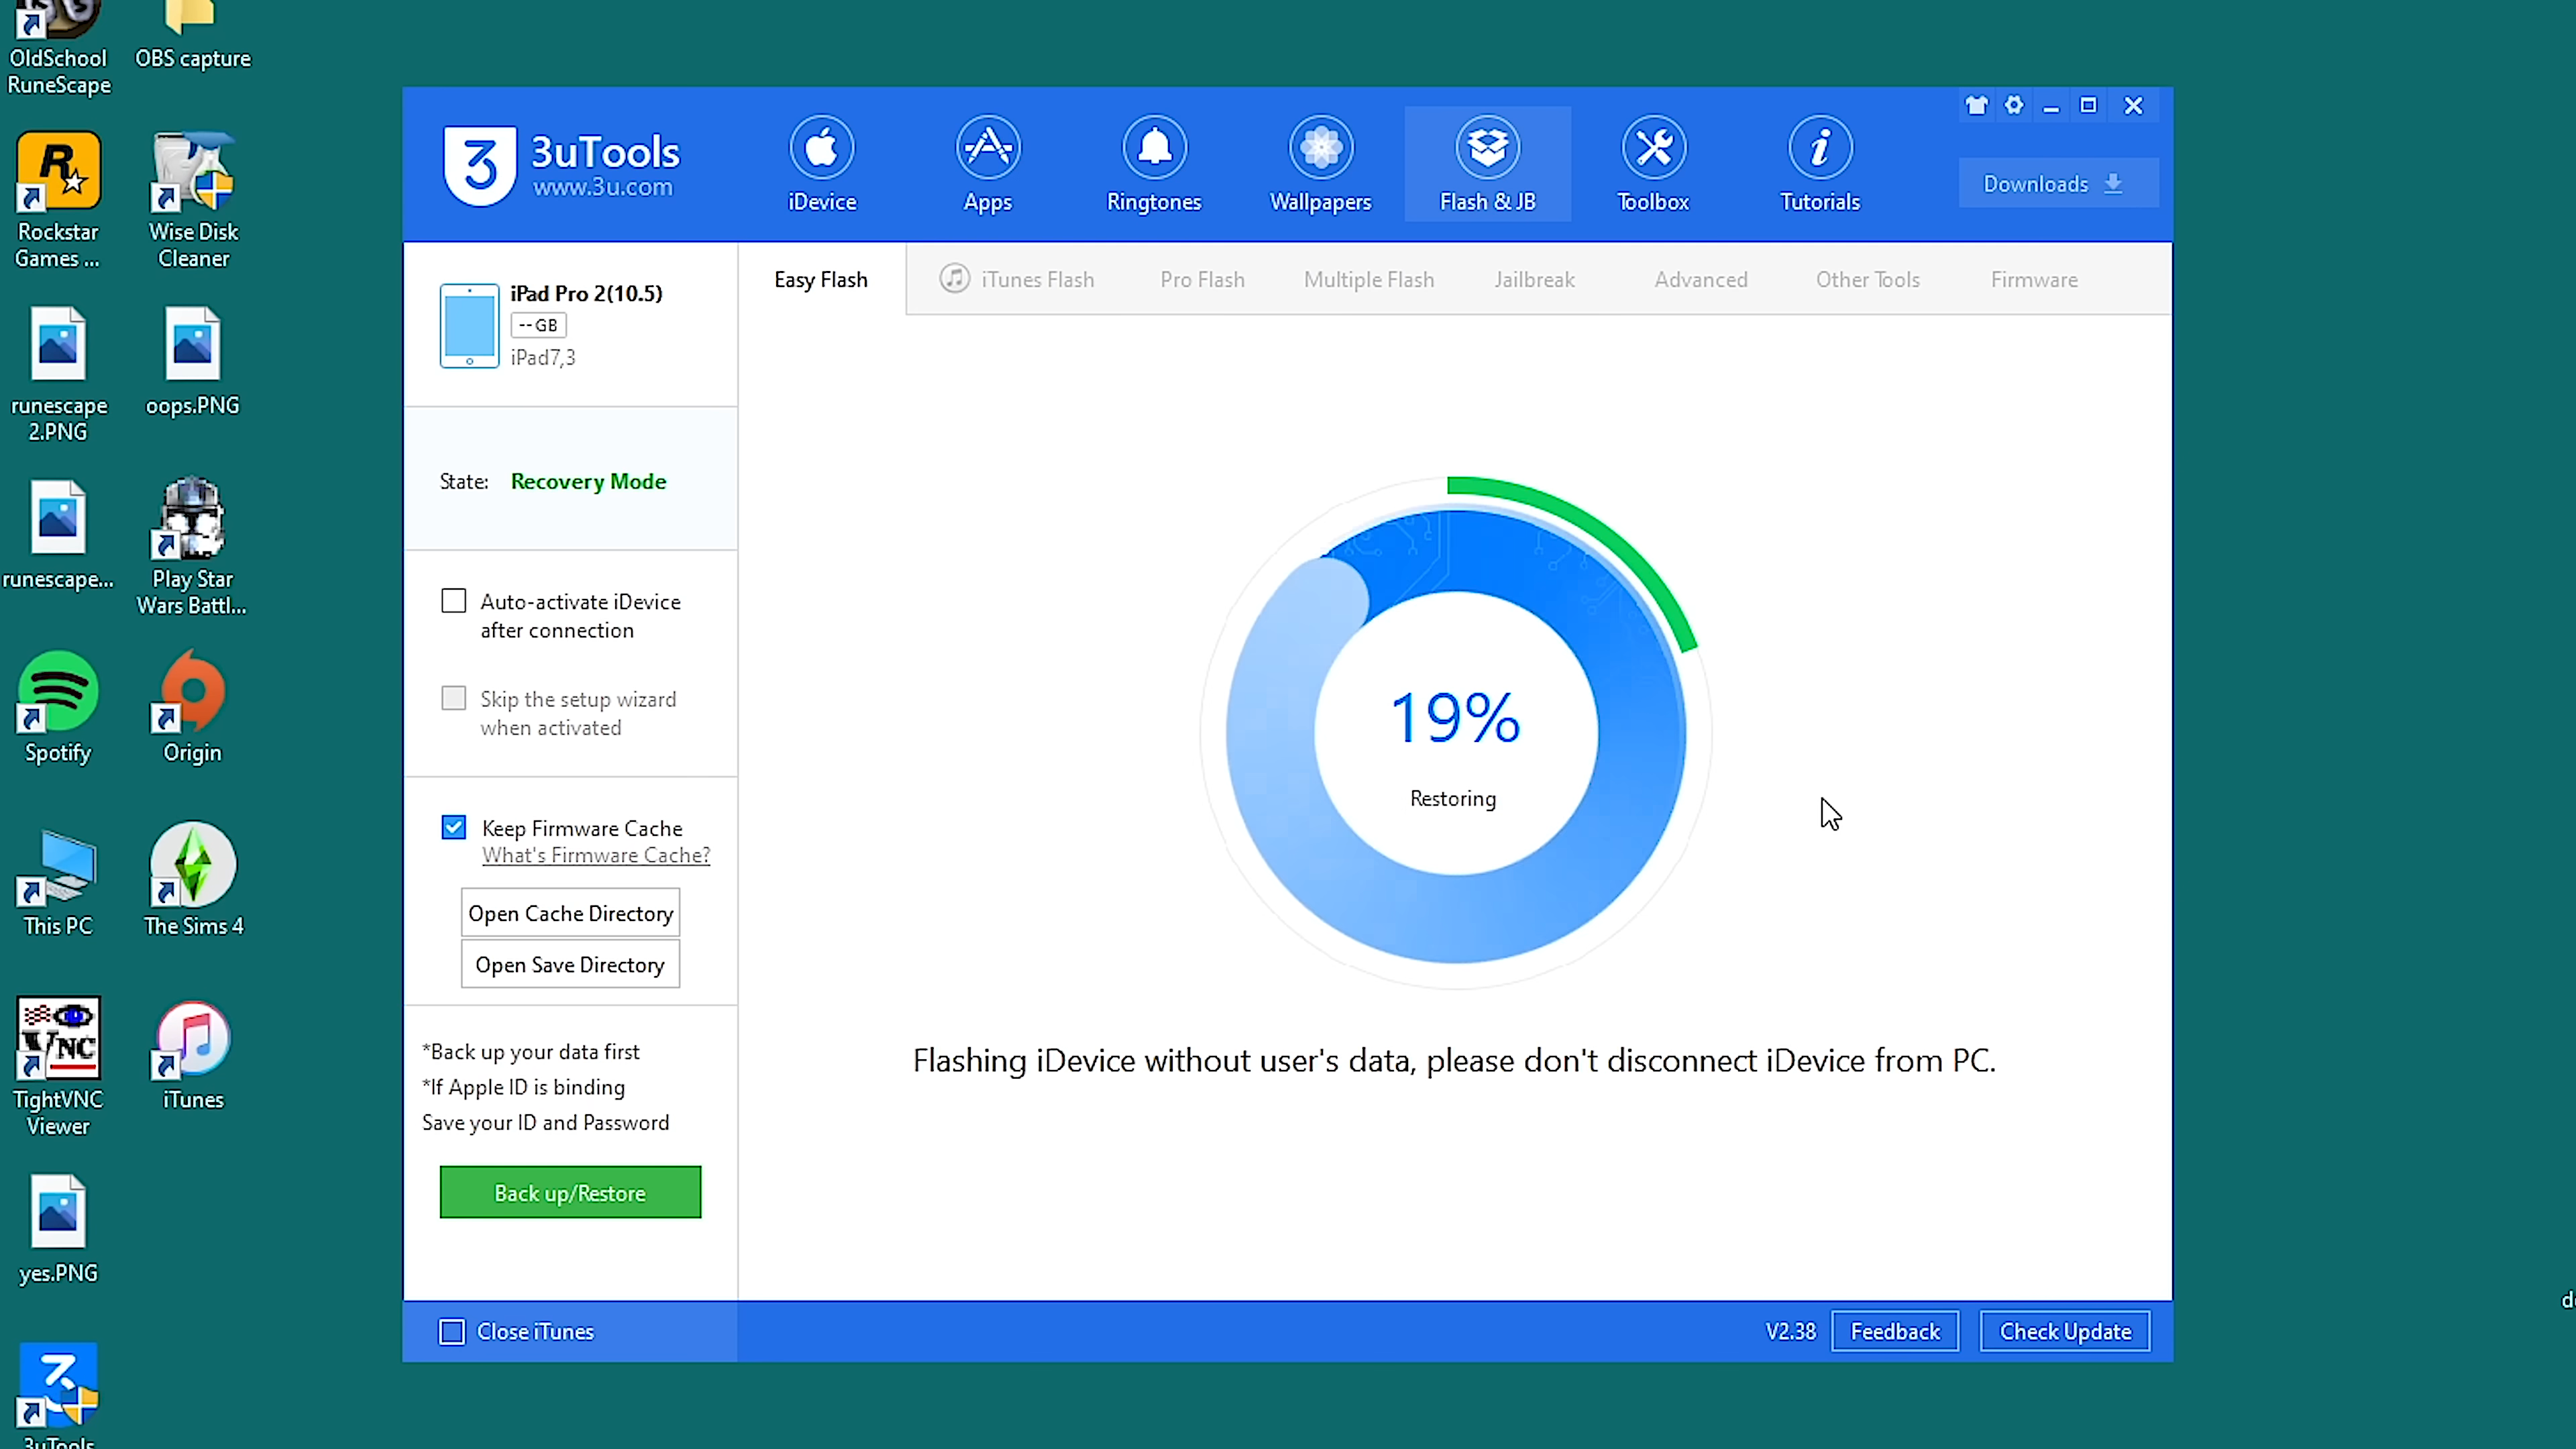 OldSchool
RuneScape
OBS capture
Rockstar
Games ...
Wise Disk
Cleaner
runescape
2.PNG
oops.PNG
runescape...
Play Star
Wars Battl...
Spotify
Origin
This PC
The Sims 4
TightVNC
Viewer
iTunes
yes.PNG
3uTools
3uTools
www.3u.com
iDevice
Apps
Ringtones
Wallpapers
Flash & JB
Toolbox
Tutorials
Downloads
iPad Pro 2(10.5)
-- GB
iPad7,3
State: Recovery Mode
Auto-activate iDevice
after connection
Skip the setup wizard
when activated
Keep Firmware Cache
What's Firmware Cache?
Open Cache Directory
Open Save Directory
*Back up your data first
*If Apple ID is binding
Save your ID and Password
Back up/Restore
Easy Flash
iTunes Flash
Pro Flash
Multiple Flash
Jailbreak
Advanced
Other Tools
Firmware
19%
Restoring
Flashing iDevice without user's data, please don't disconnect iDevice from PC.
Close iTunes
V2.38
Feedback
Check Update